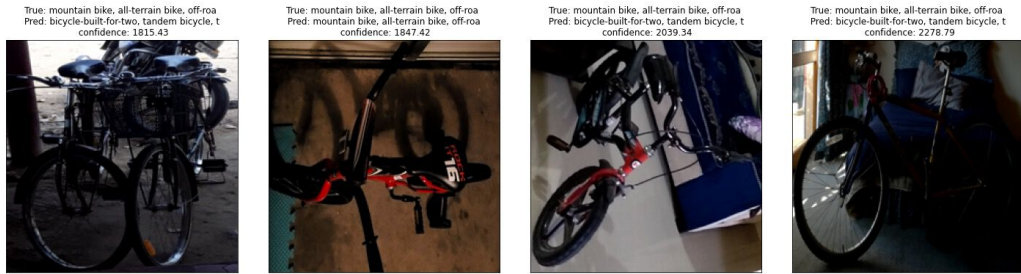 True: mountain bike, all-terrain bike, off-roa
Pred: bicycle-built-for-two, tandem bicycle, t
confidence: 1815.43
True: mountain bike, all-terrain bike, off-roa
Pred: mountain bike, all-terrain bike, off-roa
confidence: 1847.42
16
True: mountain bike, all-terrain bike, off-roa
Pred: bicycle-built-for-two, tandem bicycle, t
confidence: 2039.34
True: mountain bike, all-terrain bike, off-roa
Pred: bicycle-built-for-two, tandem bicycle, t
confidence: 2278.79